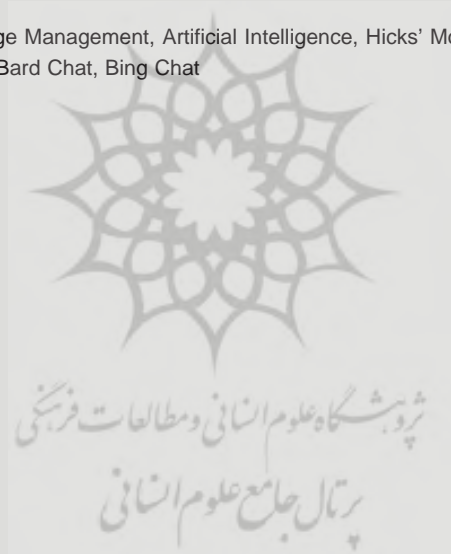 ge Management, Artificial Intelligence, Hicks' Mo
Bard Chat, Bing Chat
پژوهشگاه علوم انسانی و مطالعات فرهنگی
پرتال جامع علوم انسانی